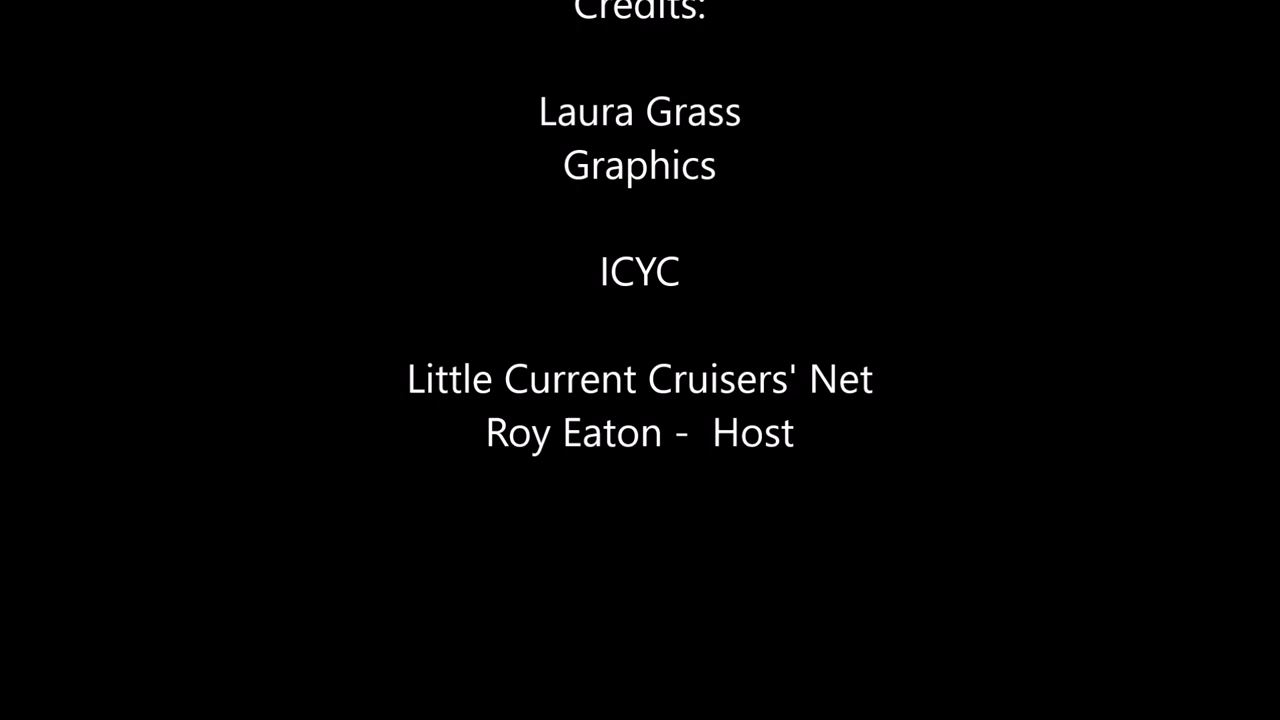 Credits:
Laura Grass
Graphics
ICYC
Little Current Cruisers' Net
Roy Eaton -  Host